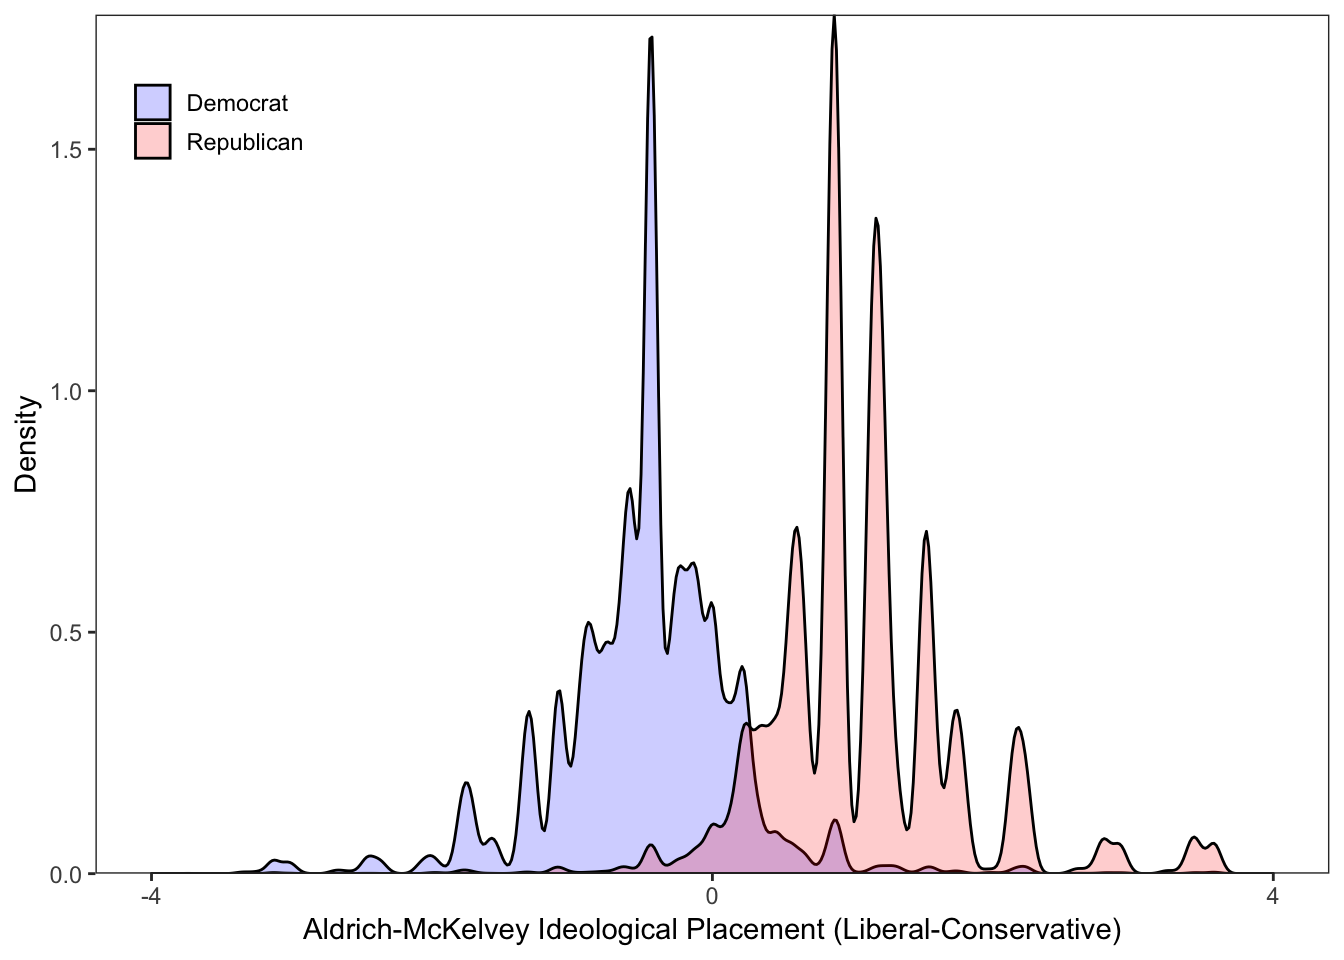 Democrat
Republican
1.5
1.0
0.5
0.0
Density
-4
0
4
Aldrich-McKelvey Ideological Placement (Liberal-Conservative)